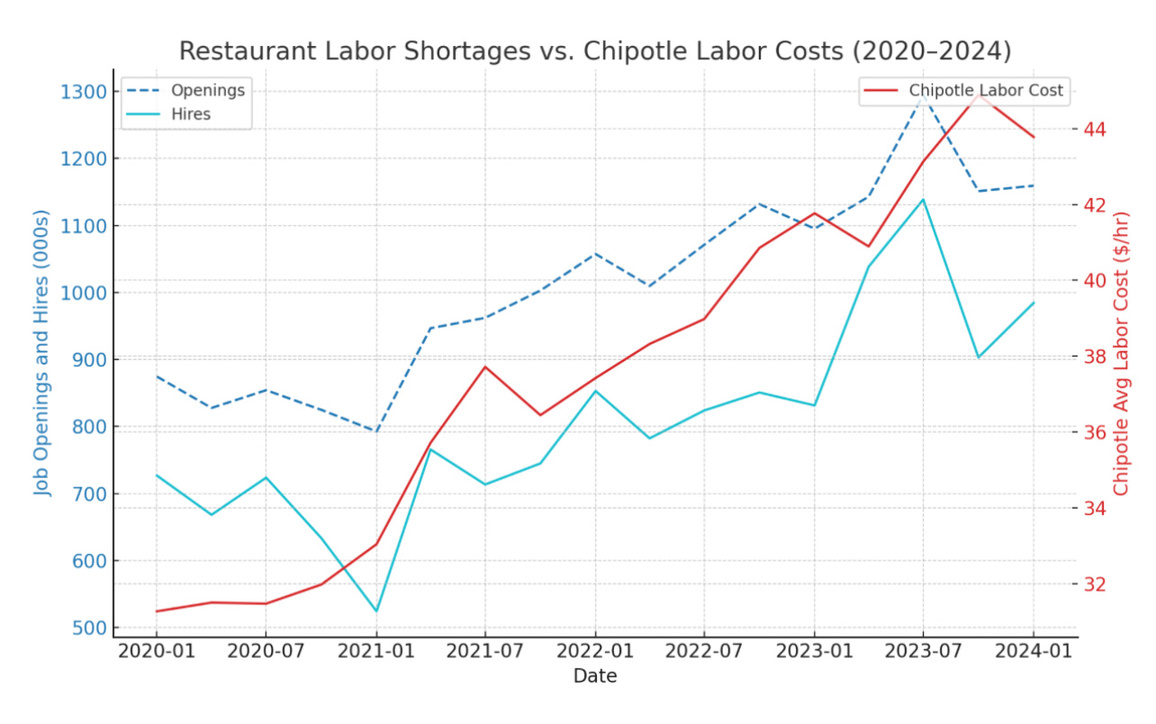 Restaurant Labor Shortages vs. Chipotle Labor Costs (2020–2024)
Openings
Hires
Chipotle Labor Cost
Job Openings and Hires (000s)
1300
1200
1100
1000
900
800
700
600
500
44
42
40
38
36
34
32
Chipotle Avg Labor Cost ($/hr)
2020-01 2020-07 2021-01 2021-07 2022-01 2022-07 2023-01 2023-07 2024-01
Date